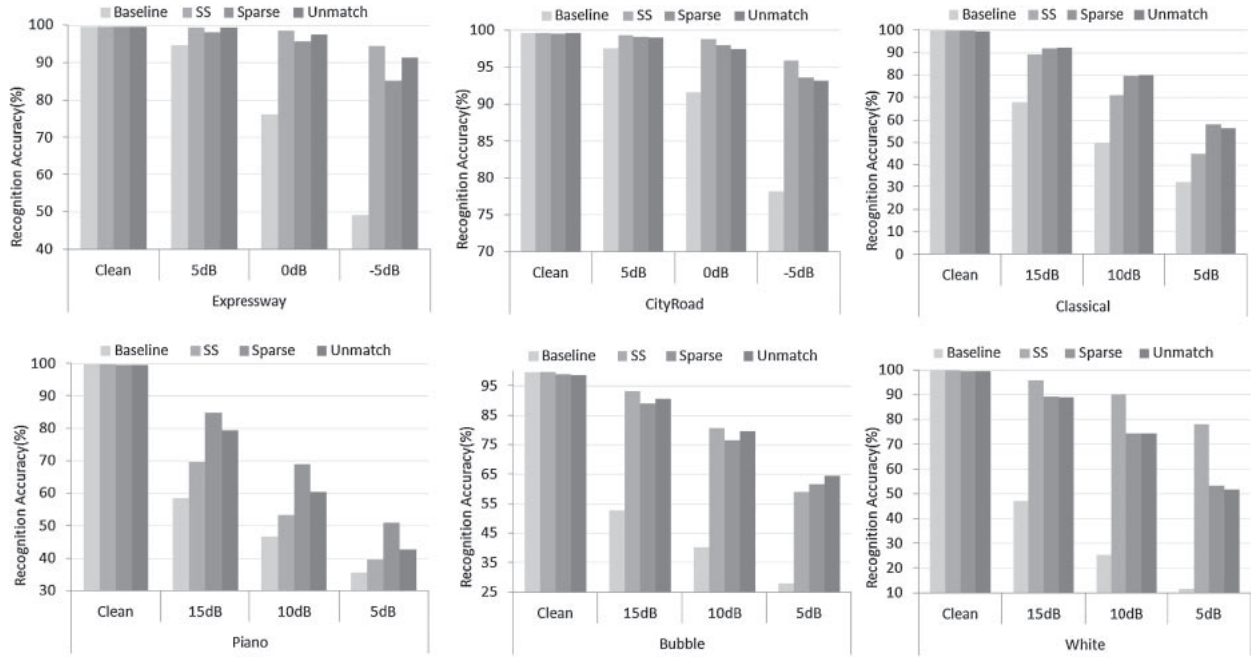 Baseline SS Sparse Unmatch
Recognition Accuracy(%)
100
90
80
70
60
50
40
Clean 5dB 0dB -5dB
Expressway
Baseline SS Sparse Unmatch
Recognition Accuracy(%)
100
95
90
85
80
75
70
Clean 5dB 0dB -5dB
CityRoad
Baseline SS Sparse Unmatch
Recognition Accuracy(%)
100
90
80
70
60
50
40
30
20
10
0
Clean 15dB 10dB 5dB
Classical
Baseline SS Sparse Unmatch
Recognition Accuracy(%)
100
90
80
70
60
50
40
30
Clean 15dB 10dB 5dB
Piano
Baseline SS Sparse Unmatch
Recognition Accuracy(%)
95
85
75
65
55
45
35
25
Clean 15dB 10dB 5dB
Bubble
Baseline SS Sparse Unmatch
Recognition Accuracy(%)
100
90
80
70
60
50
40
30
20
10
Clean 15dB 10dB 5dB
White